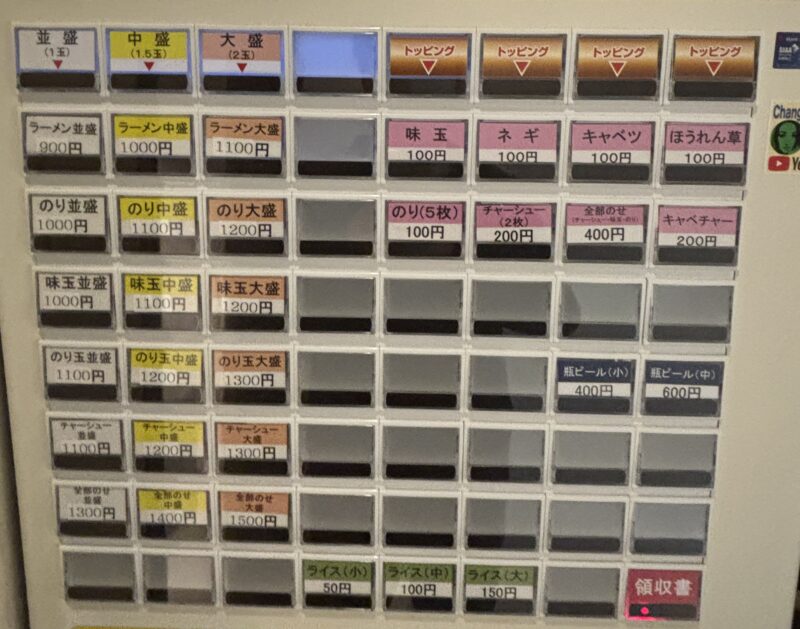 並盛
(1玉)
中盛
(1.5玉)
大盛
(2玉)
トッピング
トッピング
トッピング
トッピング
ラーメン並盛
900円
ラーメン中盛
1000円
ラーメン大盛
1100円
味玉
100円
ネギ
100円
キャベツ
100円
ほうれん草
100円
のり並盛
1000円
のり中盛
1100円
のり大盛
1200円
のり(5枚)
100円
チャーシュー
(2枚)
200円
全部のせ
(チャーシュー・味玉・のり)
400円
キャベチャー
200円
味玉並盛
1000円
味玉中盛
1100円
味玉大盛
1200円
のり玉並盛
1100円
のり玉中盛
1200円
のり玉大盛
1300円
瓶ビール(小)
400円
瓶ビール(中)
600円
チャーシュー
並盛
1100円
チャーシュー
中盛
1200円
チャーシュー
大盛
1300円
全部のせ
並盛
1300円
全部のせ
中盛
1400円
全部のせ
大盛
1500円
ライス(小)
50円
ライス(中)
100円
ライス(大)
150円
領収書
SIAA
Chang
Yo